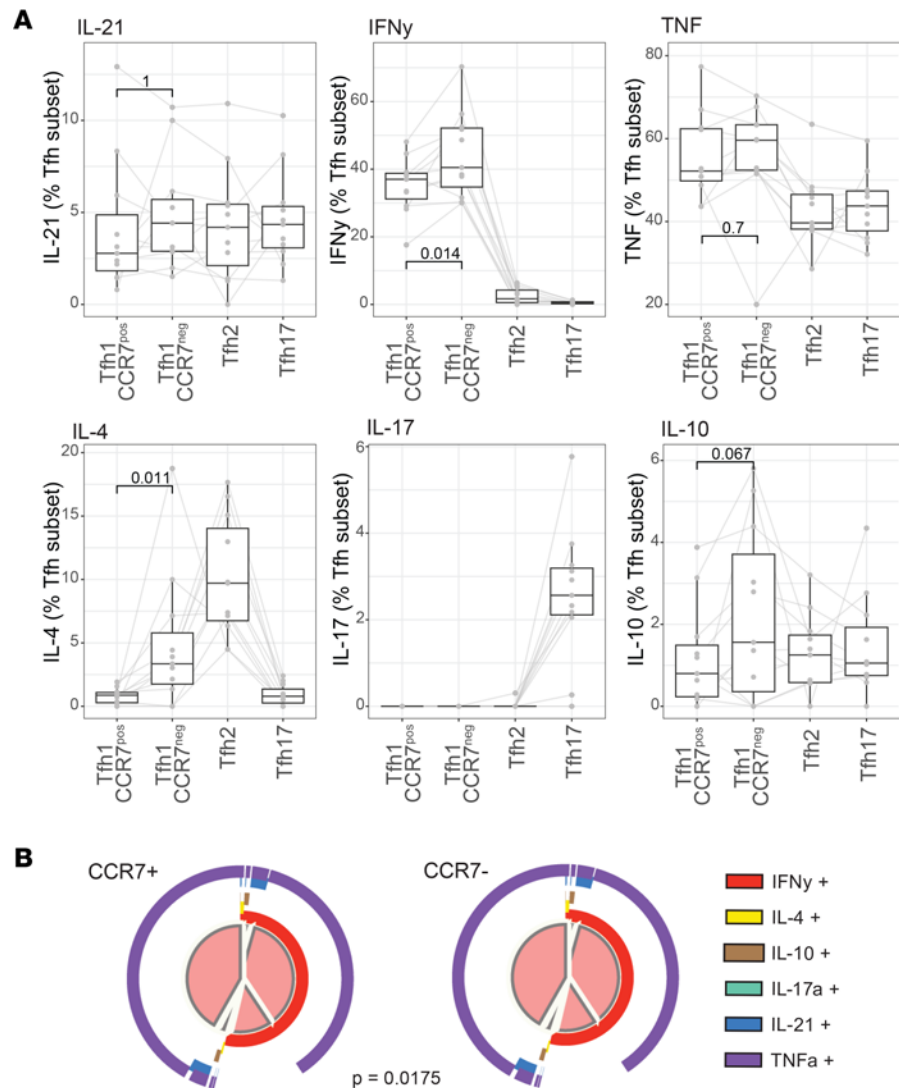 A
IL-21
IFNy
TNF
IL-21 (% Tfh subset)
10
5
0
1
Tfh1 CCR7pos
Tfh1 CCR7neg
Tfh2
Tfh17
IFNy (% Tfh subset)
60
40
20
0
0.014
Tfh1 CCR7pos
Tfh1 CCR7neg
Tfh2
Tfh17
TNF (% Tfh subset)
80
60
40
20
0.7
Tfh1 CCR7pos
Tfh1 CCR7neg
Tfh2
Tfh17
IL-4
IL-17
IL-10
IL-4 (% Tfh subset)
20
15
10
5
0
0.011
Tfh1 CCR7pos
Tfh1 CCR7neg
Tfh2
Tfh17
IL-17 (% Tfh subset)
6
4
2
0
Tfh1 CCR7pos
Tfh1 CCR7neg
Tfh2
Tfh17
IL-10 (% Tfh subset)
6
4
2
0
0.067
Tfh1 CCR7pos
Tfh1 CCR7neg
Tfh2
Tfh17
B
CCR7+
CCR7-
p = 0.0175
IFNy +
IL-4 +
IL-10 +
IL-17a +
IL-21 +
TNFa +